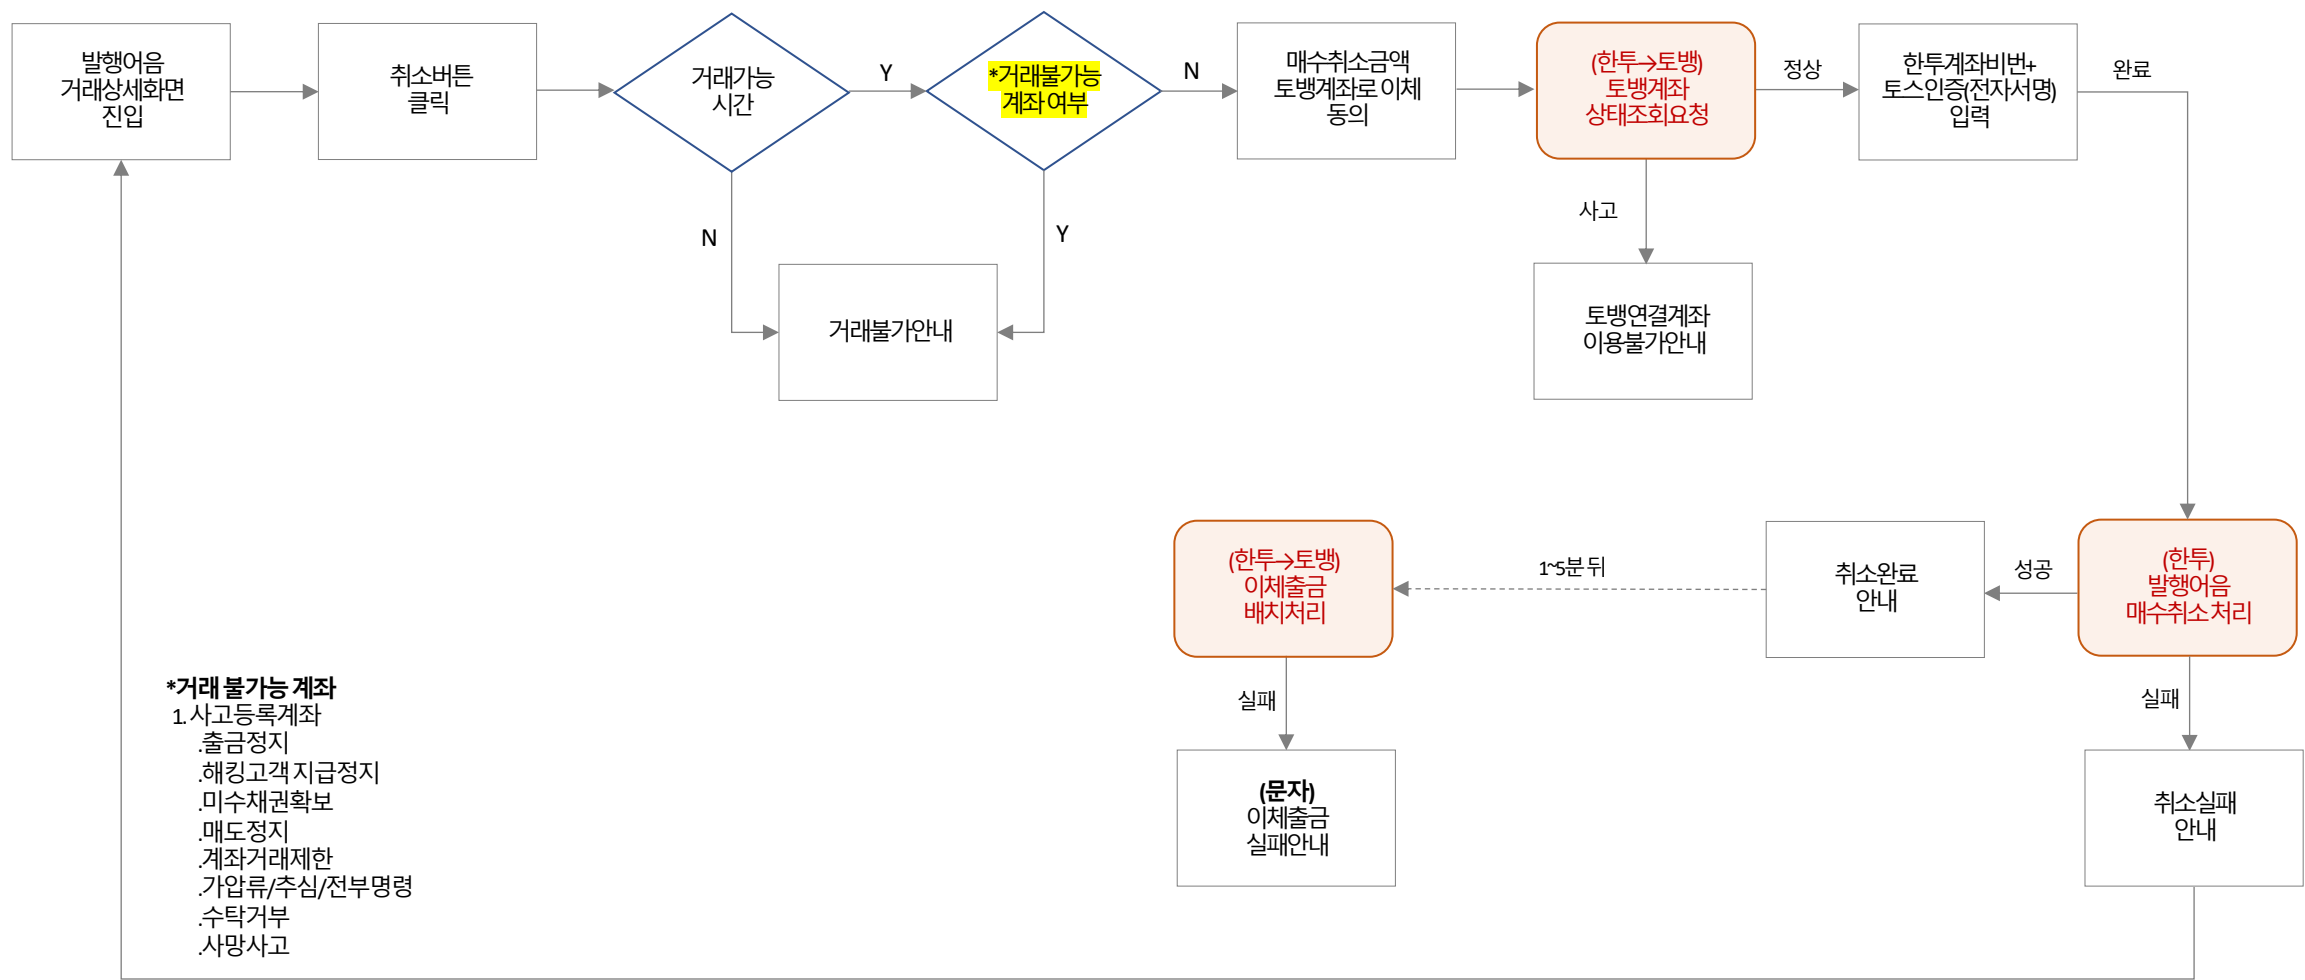 발행어음
거래상세화면
진입
취소버튼
클릭
거래가능
시간
Y
*거래불가능
계좌 여부
N
매수취소금액
토뱅계좌로 이체
동의
(한투→토뱅)
토뱅계좌
상태조회요청
정상
한투계좌비번+
토스인증(전자서명)
입력
완료
N
Y
사고
거래불가안내
토뱅연결계좌
이용불가안내
(한투→토뱅)
이체출금
배치처리
1~5분 뒤
취소완료
안내
성공
(한투)
발행어음
매수취소 처리
실패
실패
(문자)
이체출금
실패안내
취소실패
안내
*거래 불가능 계좌
1. 사고등록계좌
.출금정지
.해킹고객 지급정지
.미수채권확보
.매도정지
.계좌거래제한
.가압류/추심/전부명령
.수탁거부
.사망사고